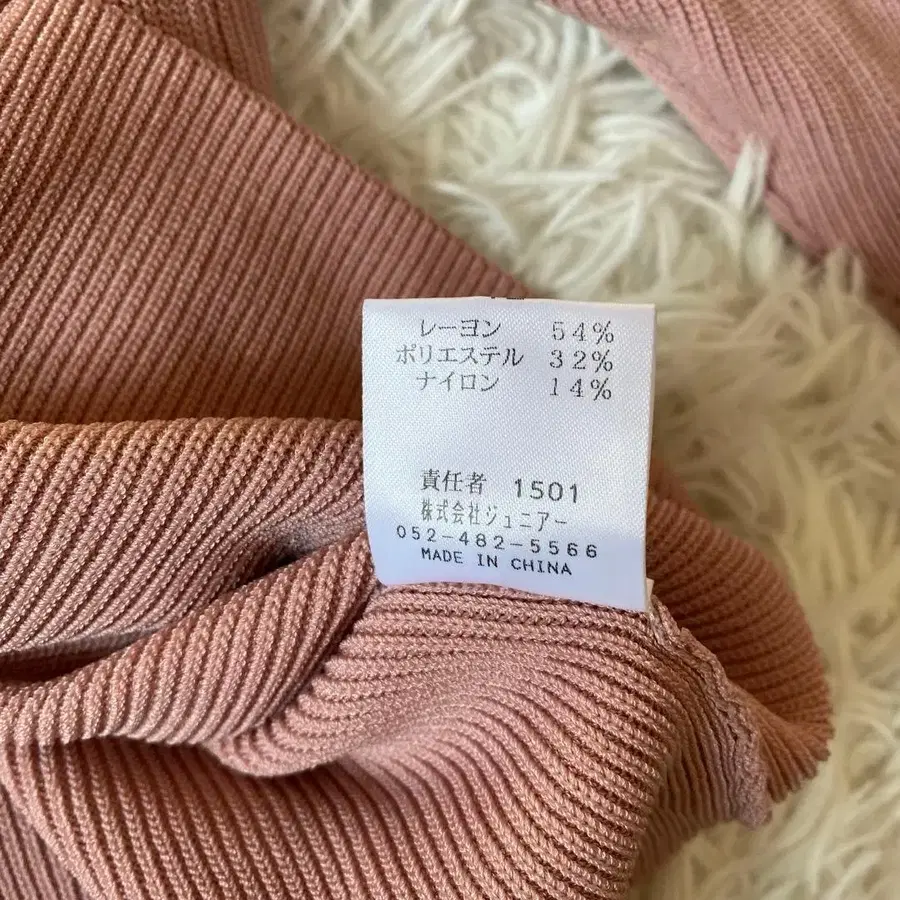 レーヨン 54%
ポリエステル 32%
ナイロン 14%
責任者 1501
株式会社ジュニアー
052-482-5566
MADE IN CHINA